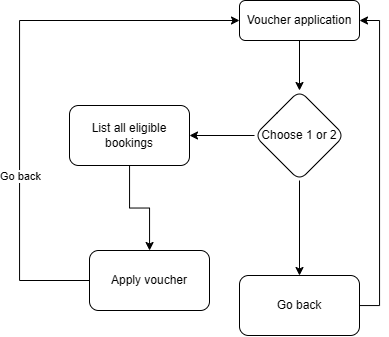 Voucher application
Choose 1 or 2
List all eligible
bookings
Go back
Apply voucher
Go back